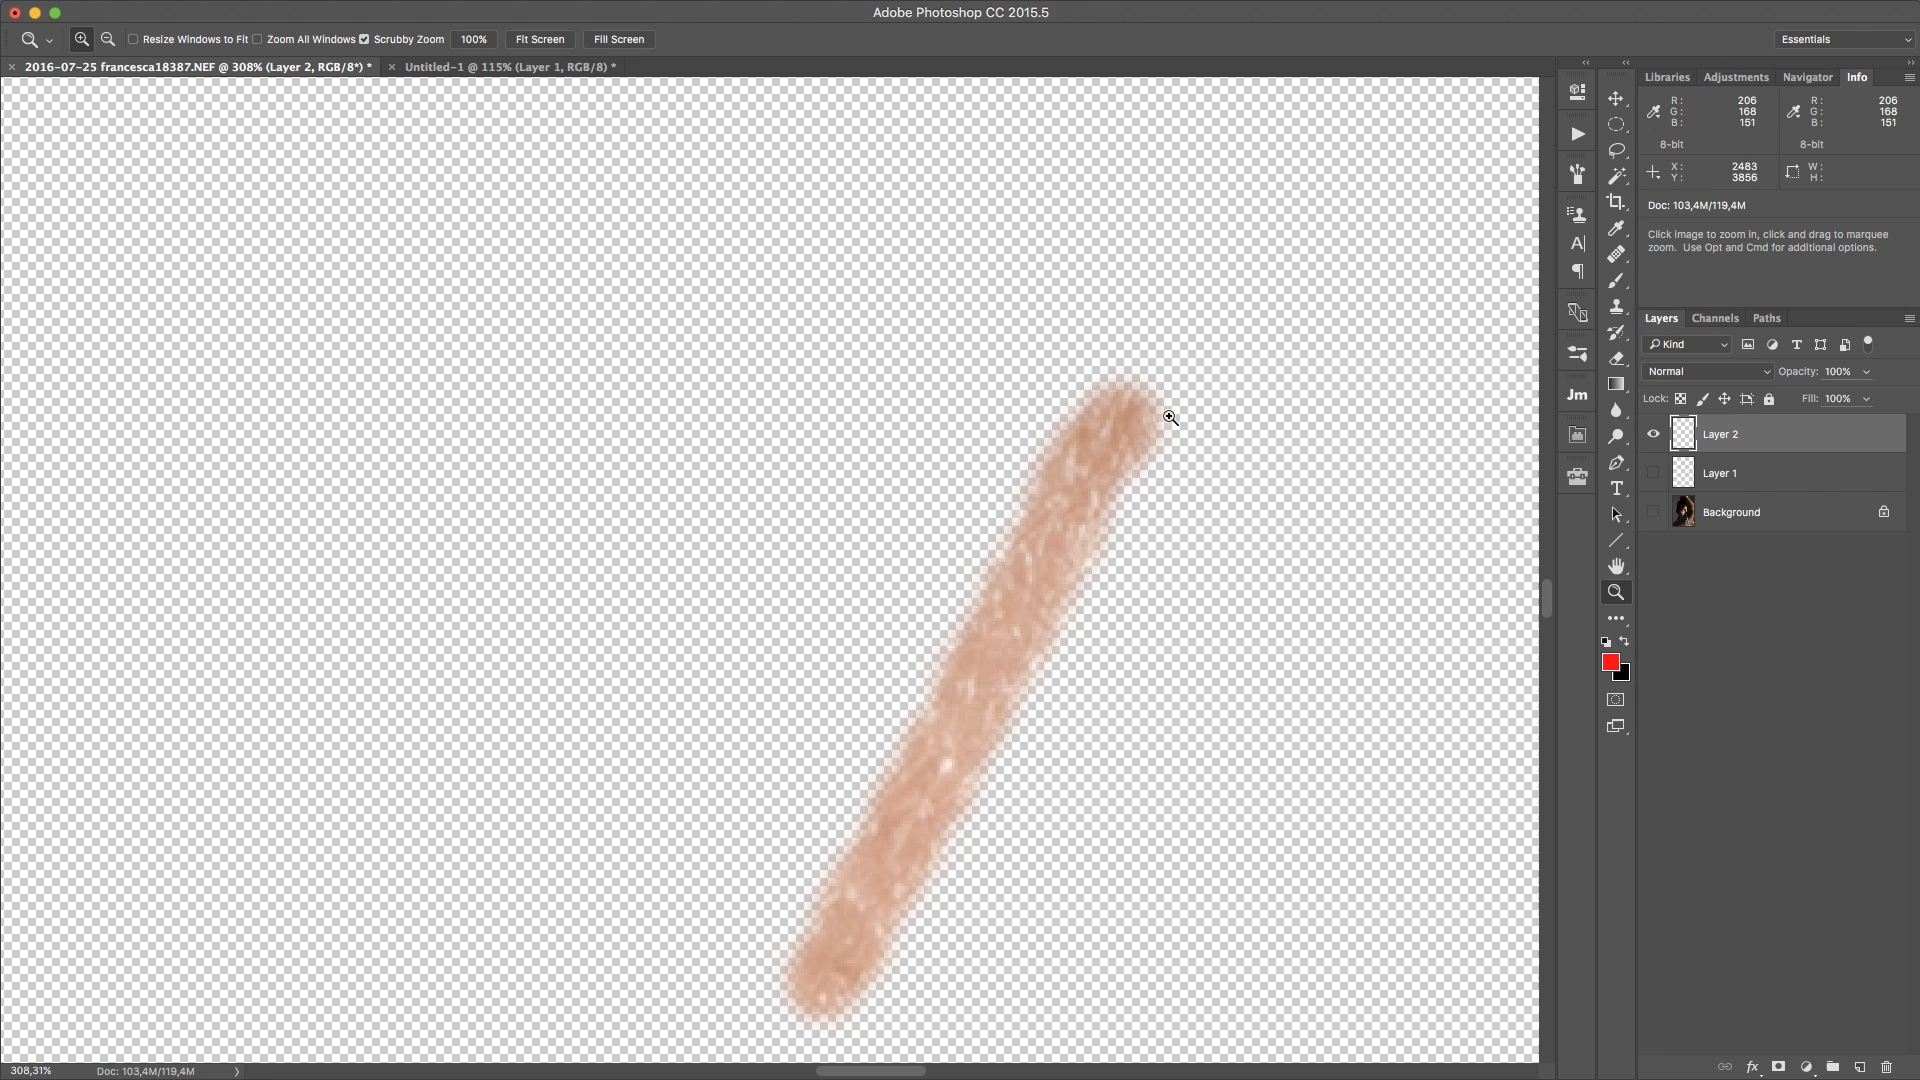 Adobe Photoshop CC 2015.5
Resize Windows to Fit Zoom All Windows Scrubby Zoom 100% Fit Screen Fill Screen Essentials
2016-07-25 francesca18387.NEF @ 308% (Layer 2, RGB/8*) * Untitled-1 @ 115% (Layer 1, RGB/8) *
Libraries Adjustments Navigator Info
R: 206 R: 206
G: 168 G: 168
B: 151 B: 151
8-bit 8-bit
X: 2483 W:
Y: 3856 H:
Doc: 103,4M/119,4M
Click image to zoom in, click and drag to marquee
zoom. Use Opt and Cmd for additional options.
Layers Channels Paths
Kind
Normal Opacity: 100%
Lock: Fill: 100%
Jm
Layer 2
Layer 1
Background
308,31% Doc: 103,4M/119,4M
fx